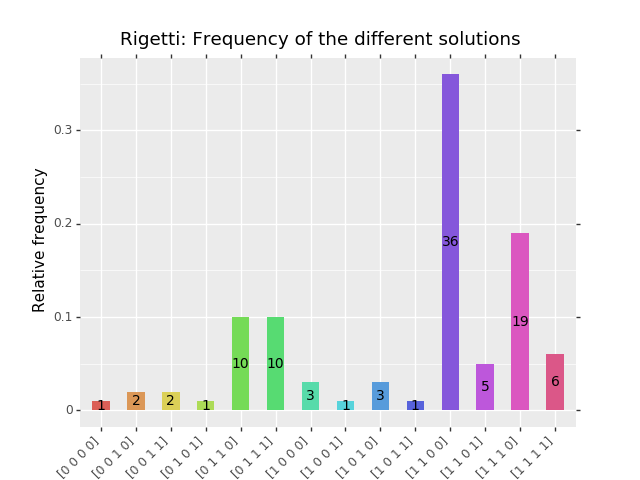 Rigetti: Frequency of the different solutions
Relative frequency
0.3
0.2
0.1
0
1
2
2
1
10
10
3
1
3
1
36
5
19
6
[0 0 0 0]
[0 0 1 0]
[0 0 1 1]
[0 1 0 1]
[0 1 1 0]
[0 1 1 1]
[1 0 0 0]
[1 0 0 1]
[1 0 1 0]
[1 0 1 1]
[1 1 0 0]
[1 1 0 1]
[1 1 1 0]
[1 1 1 1]